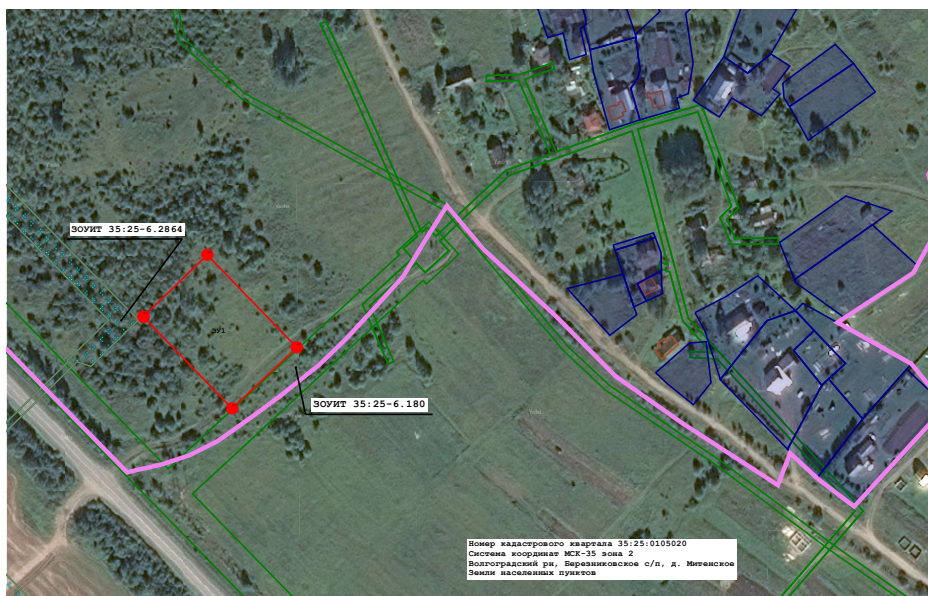 ЗОУИТ 35:25-6.2864
:ЗУ1
ЗОУИТ 35:25-6.180
Номер кадастрового квартала 35:25:0105020
Система координат МСК-35 зона 2
Волгоградский рн, Березниковское с/п, д. Митенское
Земли населенных пунктов